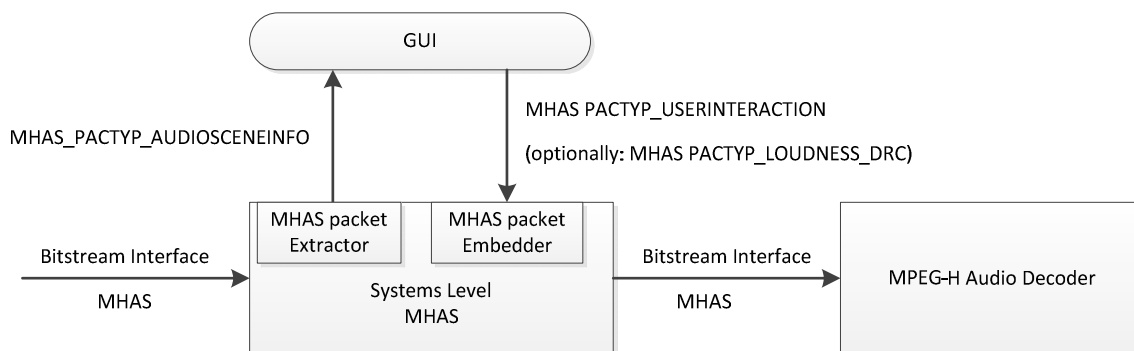 GUI
MHAS_PACTYP_AUDIOSCENEINFO
MHAS PACTYP_USERINTERACTION
(optionally: MHAS PACTYP_LOUDNESS_DRC)
MHAS packet
Extractor
MHAS packet
Embedder
Bitstream Interface
MHAS
Systems Level
MHAS
Bitstream Interface
MHAS
MPEG-H Audio Decoder